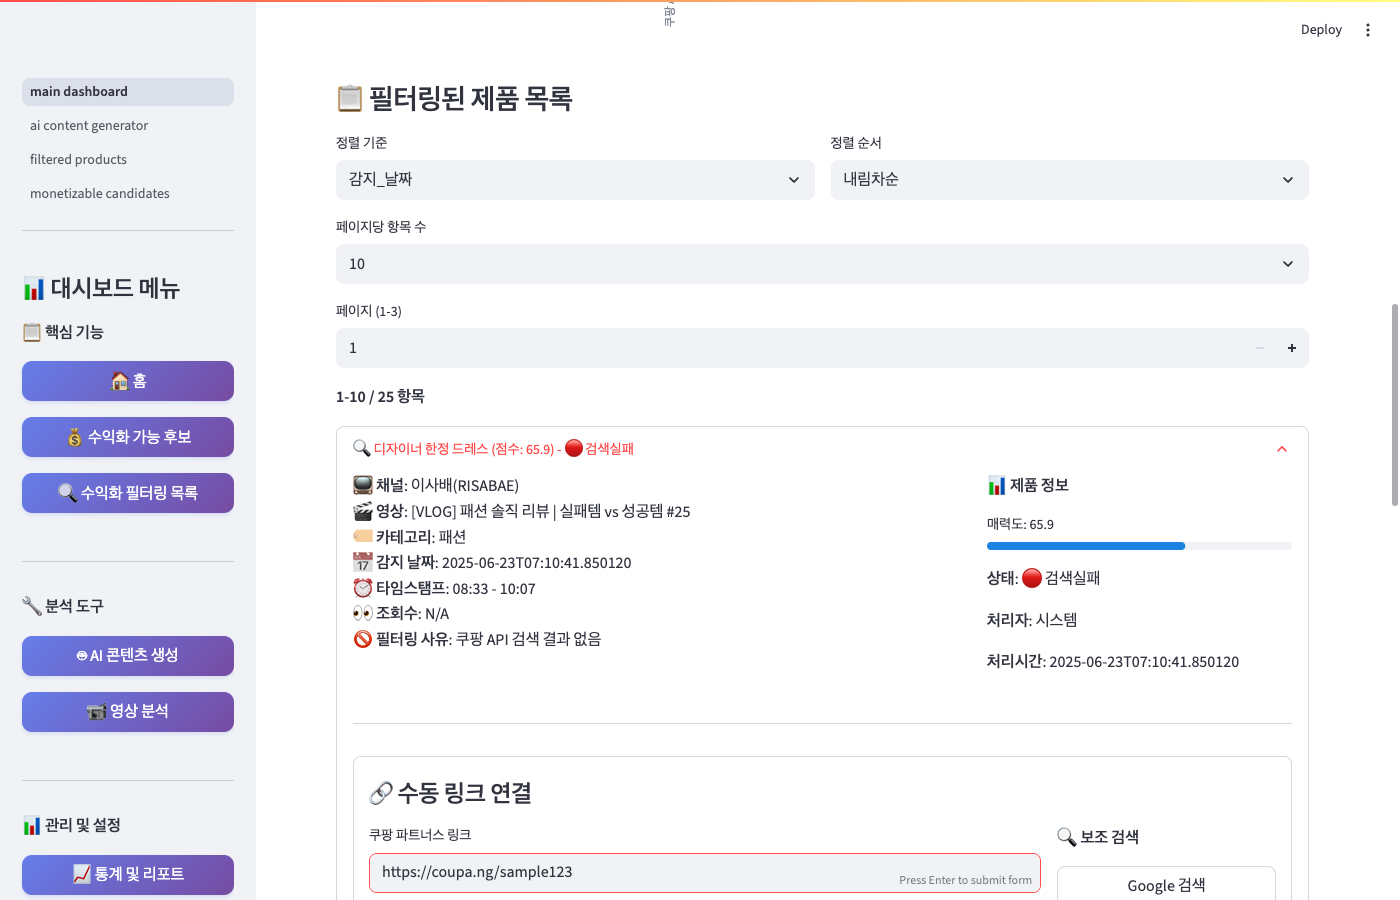 쿠팡
Deploy
main dashboard
ai content generator
filtered products
monetizable candidates
대시보드 메뉴
핵심 기능
홈
수익화 가능 후보
수익화 필터링 목록
분석 도구
AI 콘텐츠 생성
영상 분석
관리 및 설정
통계 및 리포트
필터링된 제품 목록
정렬 기준
감지_날짜
정렬 순서
내림차순
페이지당 항목 수
10
페이지 (1-3)
1
1-10 / 25 항목
디자이너 한정 드레스 (점수: 65.9) - 검색실패
채널: 이사배(RISABAE)
영상: [VLOG] 패션 솔직 리뷰 | 실패템 vs 성공템 #25
카테고리: 패션
감지 날짜: 2025-06-23T07:10:41.850120
타임스탬프: 08:33 - 10:07
조회수: N/A
필터링 사유: 쿠팡 API 검색 결과 없음
제품 정보
매력도: 65.9
상태: 검색실패
처리자: 시스템
처리시간: 2025-06-23T07:10:41.850120
수동 링크 연결
쿠팡 파트너스 링크
https://coupa.ng/sample123
Press Enter to submit form
보조 검색
Google 검색